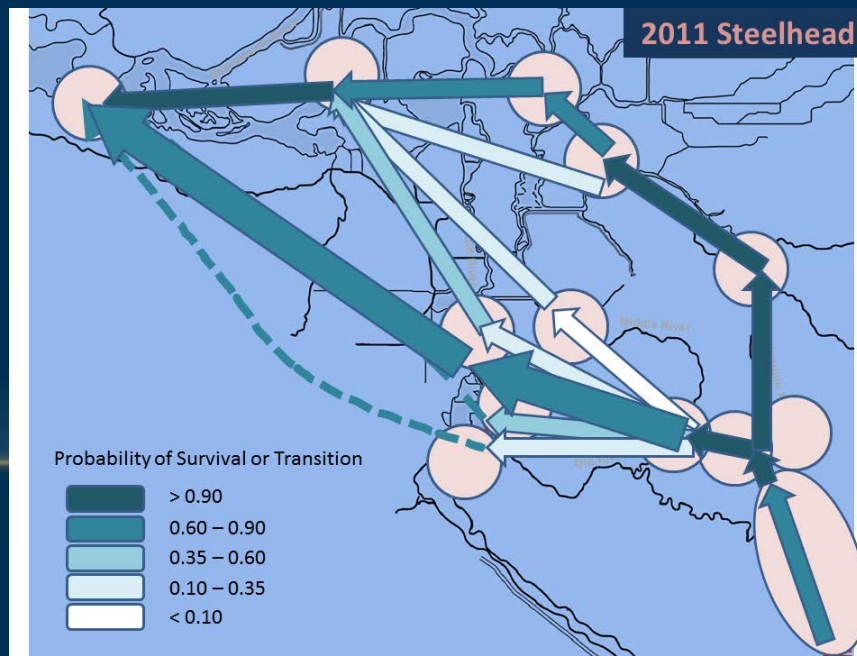 2011 Steelhead
Middle River
Probability of Survival or Transition
> 0.90
0.60 – 0.90
0.35 – 0.60
0.10 – 0.35
< 0.10